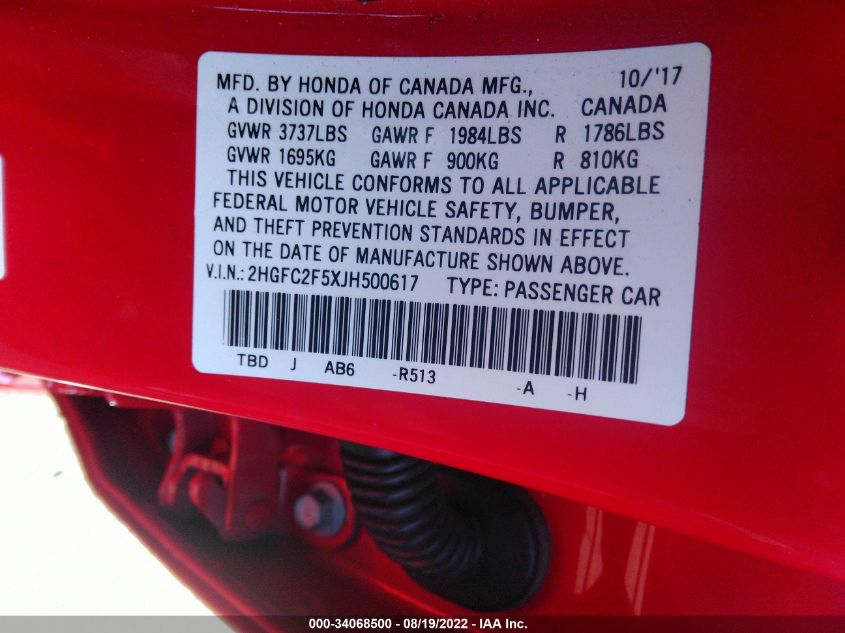 MFD. BY HONDA OF CANADA MFG., 10/'17
A DIVISION OF HONDA CANADA INC. CANADA
GVWR 3737LBS GAWR F 1984LBS R 1786LBS
GVWR 1695KG GAWR F 900KG R 810KG
THIS VEHICLE CONFORMS TO ALL APPLICABLE
FEDERAL MOTOR VEHICLE SAFETY, BUMPER,
AND THEFT PREVENTION STANDARDS IN EFFECT
ON THE DATE OF MANUFACTURE SHOWN ABOVE.
V.I.N.: 2HGFC2F5XJH500617 TYPE: PASSENGER CAR
TBD J AB6 -R513 -A -H
000-34068500 - 08/19/2022 - IAA Inc.